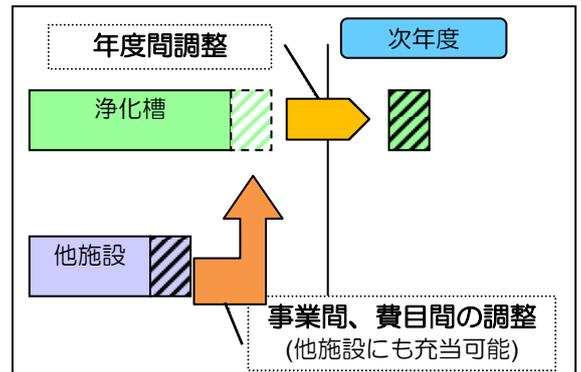 年度間調整
次年度
浄化槽
他施設
事業間、費目間の調整
(他施設にも充当可能)